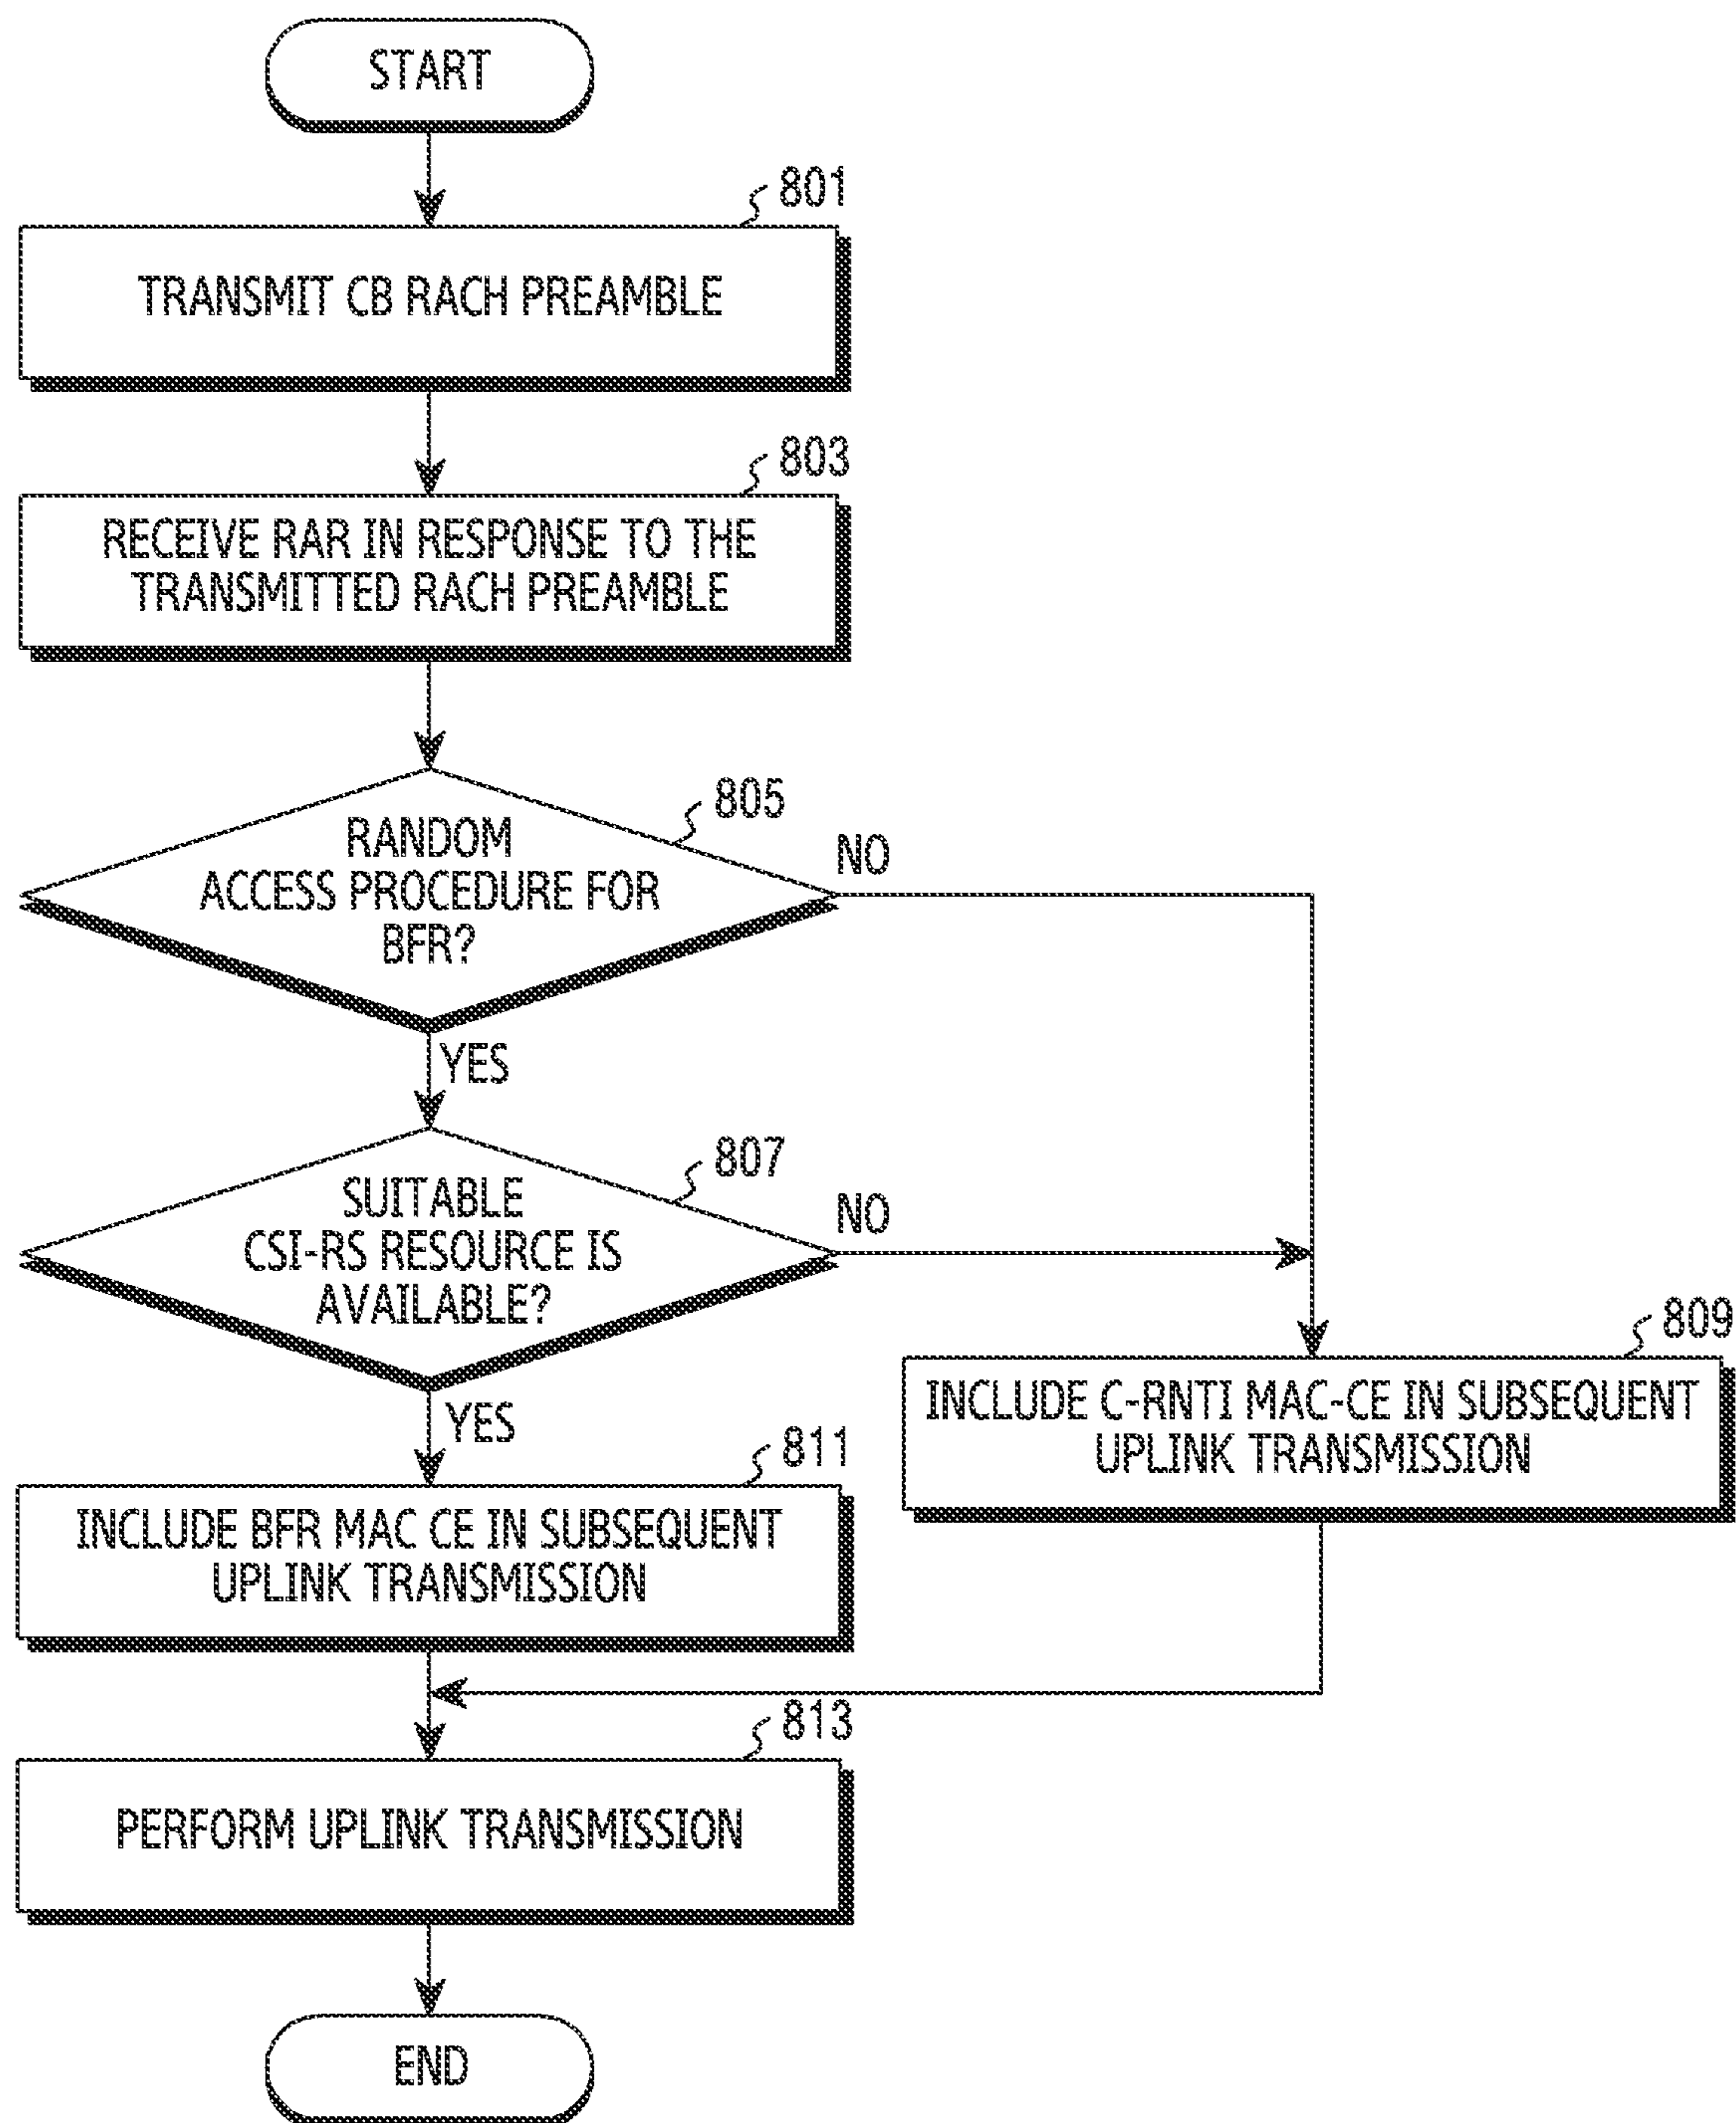 START
801
TRANSMIT CB RACH PREAMBLE
803
RECEIVE RAR IN RESPONSE TO THE
TRANSMITTED RACH PREAMBLE
805
RANDOM
ACCESS PROCEDURE FOR
BFR?
NO
YES
807
SUITABLE
CSI-RS RESOURCE IS
AVAILABLE?
NO
YES
809
INCLUDE C-RNTI MAC-CE IN SUBSEQUENT
UPLINK TRANSMISSION
811
INCLUDE BFR MAC CE IN SUBSEQUENT
UPLINK TRANSMISSION
813
PERFORM UPLINK TRANSMISSION
END